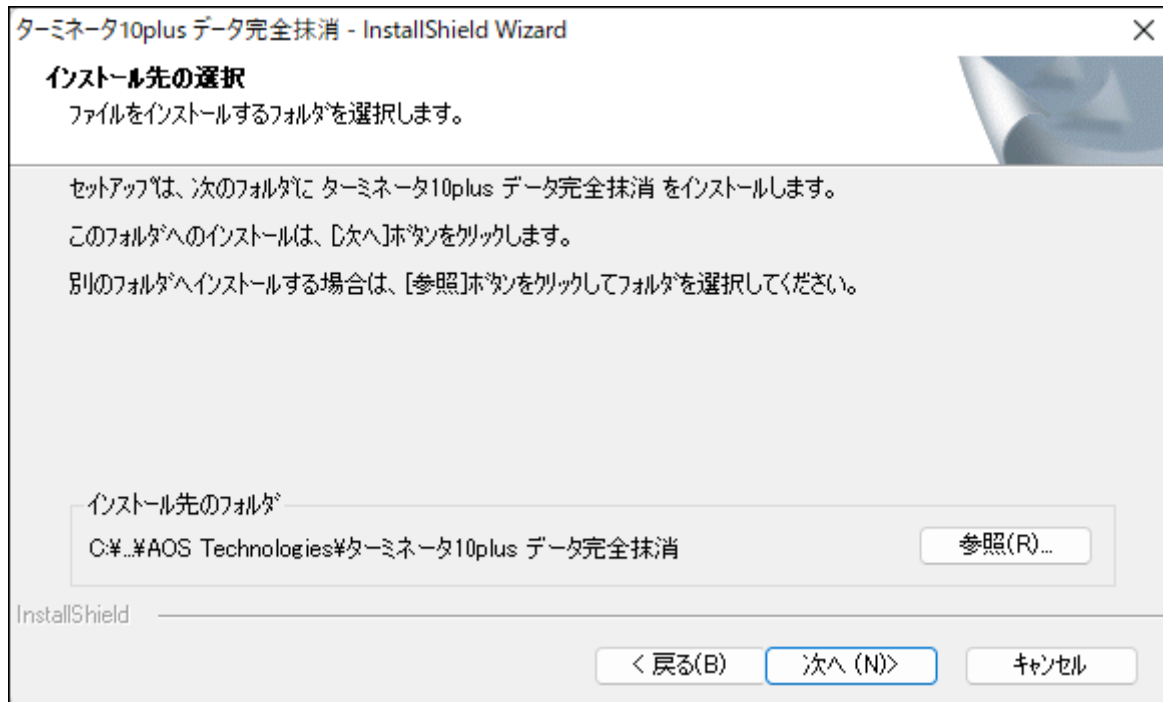 ターミネータ10plus データ完全抹消 - InstallShield Wizard
インストール先の選択
ファイルをインストールするフォルダを選択します。
セットアップは、次のフォルダに ターミネータ10plus データ完全抹消 をインストールします。
このフォルダへのインストールは、[次へ]ボタンをクリックします。
別のフォルダへインストールする場合は、[参照]ボタンをクリックしてフォルダを選択してください。
インストール先のフォルダ
C:¥...¥AOS Technologies¥ターミネータ10plus データ完全抹消
参照(R)...
InstallShield
< 戻る(B)
次へ (N)>
キャンセル